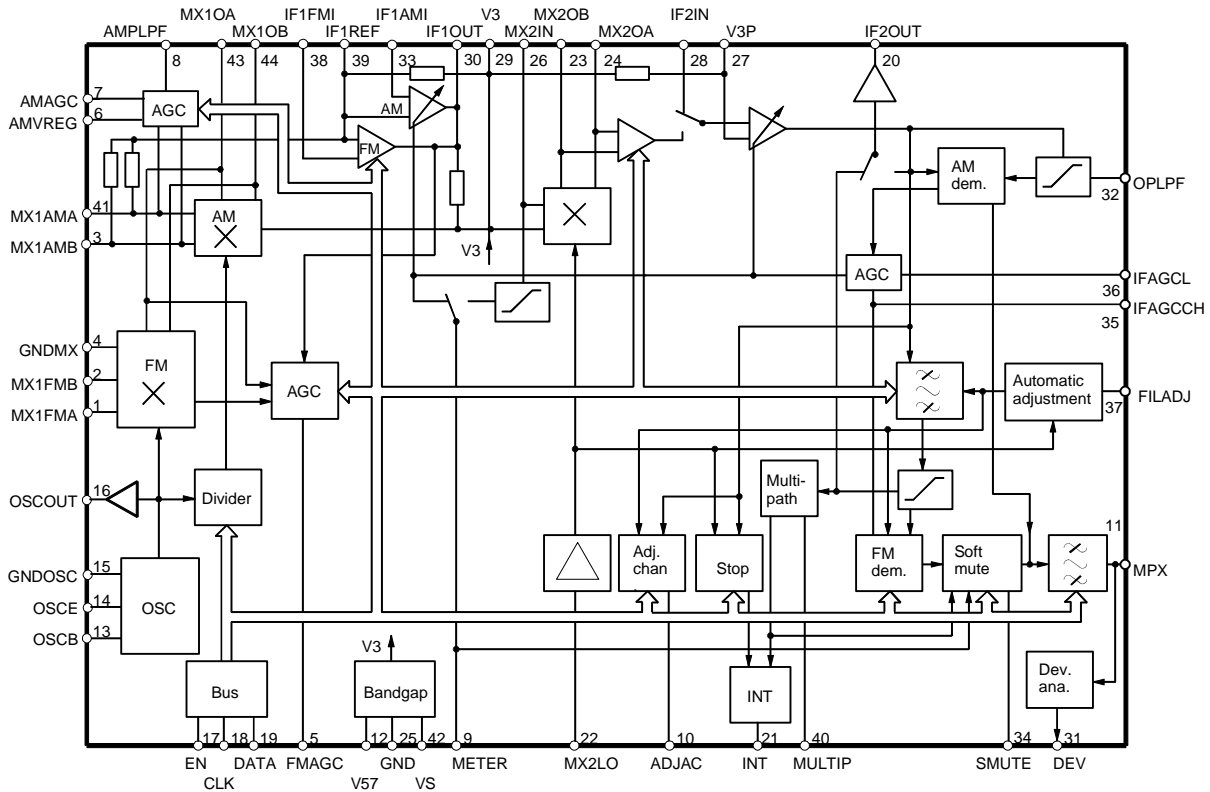 MX1OA IF1FMI IF1AMI V3 MX2OB IF2IN
AMPLPF MX1OB IF1REF IF1OUT MX2IN MX2OA V3P IF2OUT
8 43 44 38 39 33 30 29 26 23 24 28 27 20
AMAGC 7
AMVREG 6
AGC
AM
FM
AM dem.
32 OPLPF
MX1AMA 41
MX1AMB 3
AM
V3
AGC
IFAGCL
36
IFAGCCH
35
GNDMX 4
MX1FMB 2
MX1FMA 1
FM
AGC
Automatic
adjustment
37 FILADJ
OSCOUT 16
Divider
Multi-
path
11
GNDOSC 15
OSCE 14
OSCB 13
OSC
Adj.
chan
Stop
FM
dem.
Soft
mute
MPX
V3
Bus
Bandgap
INT
Dev.
ana.
17 18 19 5 12 25 42 9 22 10 21 40 34 31
EN DATA FMAGC GND METER MX2LO ADJAC INT MULTIP SMUTE DEV
CLK V57 VS